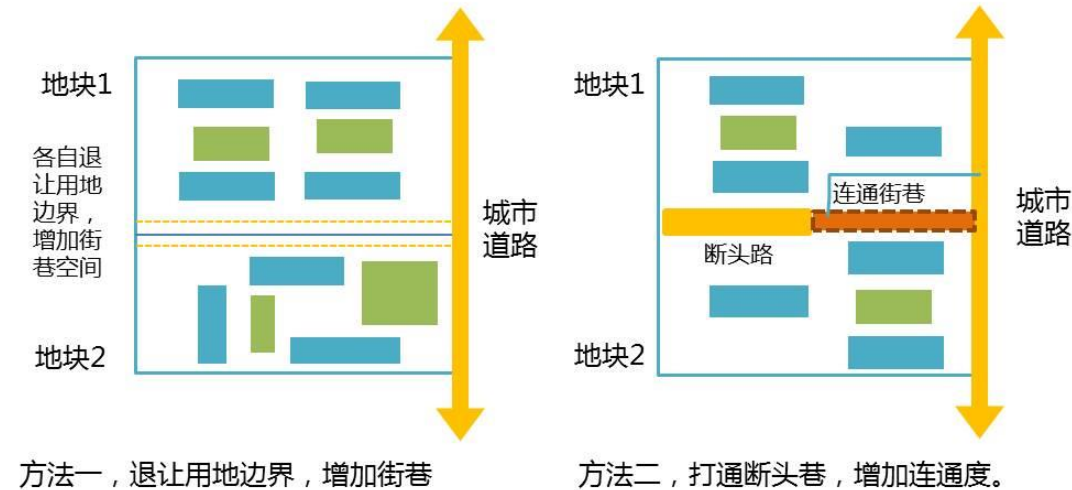 地块1
各自退
让用地
边界，
增加街
巷空间
城市
道路
地块2
方法一，退让用地边界，增加街巷
地块1
连通街巷
断头路
城市
道路
地块2
方法二，打通断头巷，增加连通度。